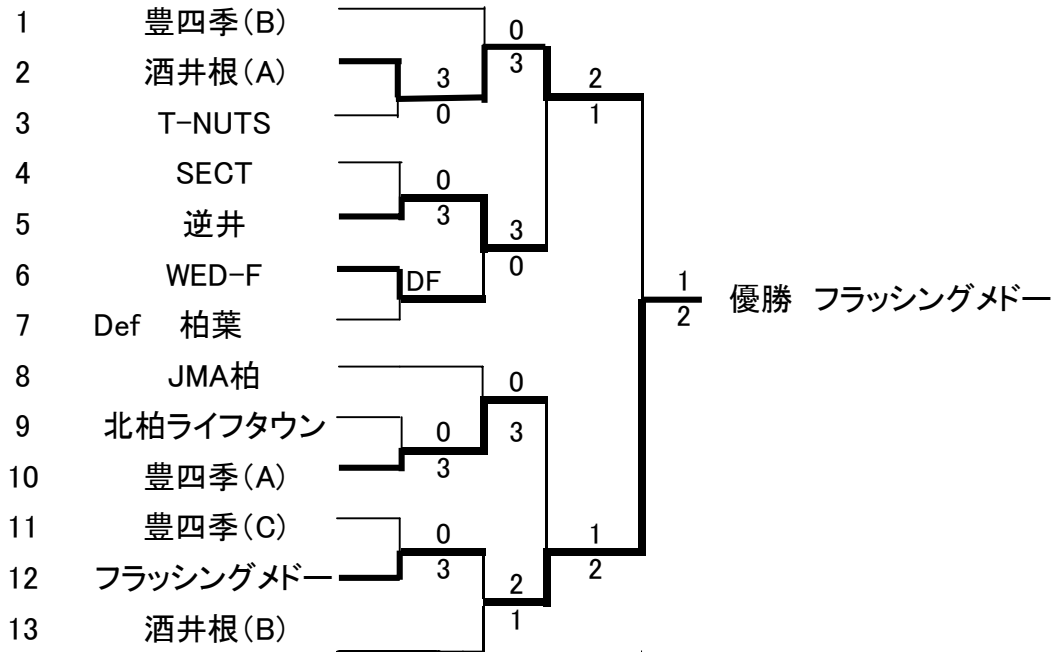 1 豊四季(B)
0
2 酒井根(A) 3 3 2
0 1
3 T-NUTS
4 SECT 0
3
5 逆井 3
0
6 WED-F DF
1 優勝 フラッシングメドー
2
7 Def 柏葉
8 JMA柏 0
9 北柏ライフタウン 0 3
3
10 豊四季(A)
11 豊四季(C) 0 1
3 2
12 フラッシングメドー 2
1
13 酒井根(B)